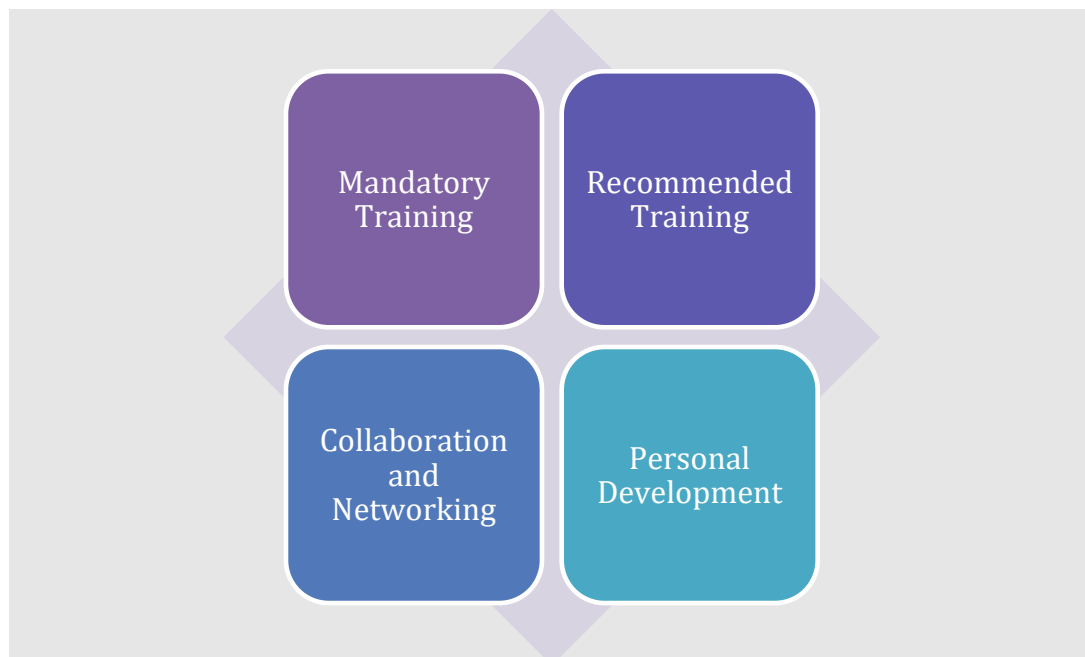 Mandatory
Training
Recommended
Training
Collaboration
and
Networking
Personal
Development